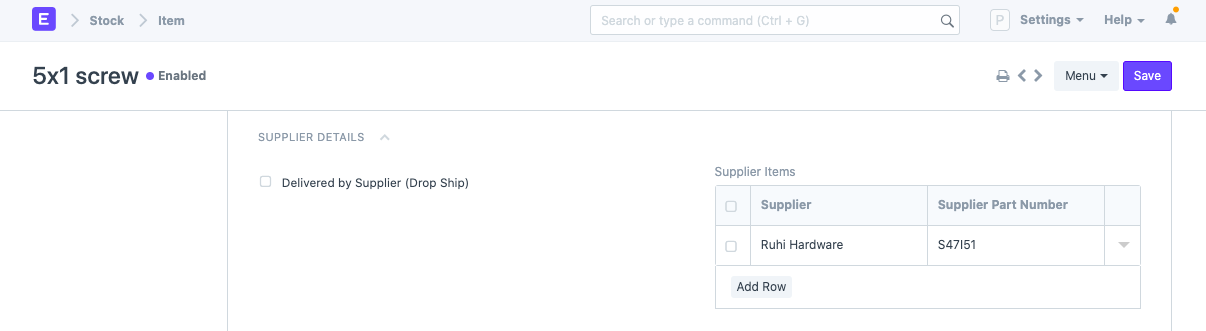 E Stock Item Search or type a command (Ctrl + G) P Settings Help
5x1 screw Enabled Menu Save
SUPPLIER DETAILS
Supplier Items
Delivered by Supplier (Drop Ship)
Supplier Supplier Part Number
Ruhi Hardware S47I51
Add Row